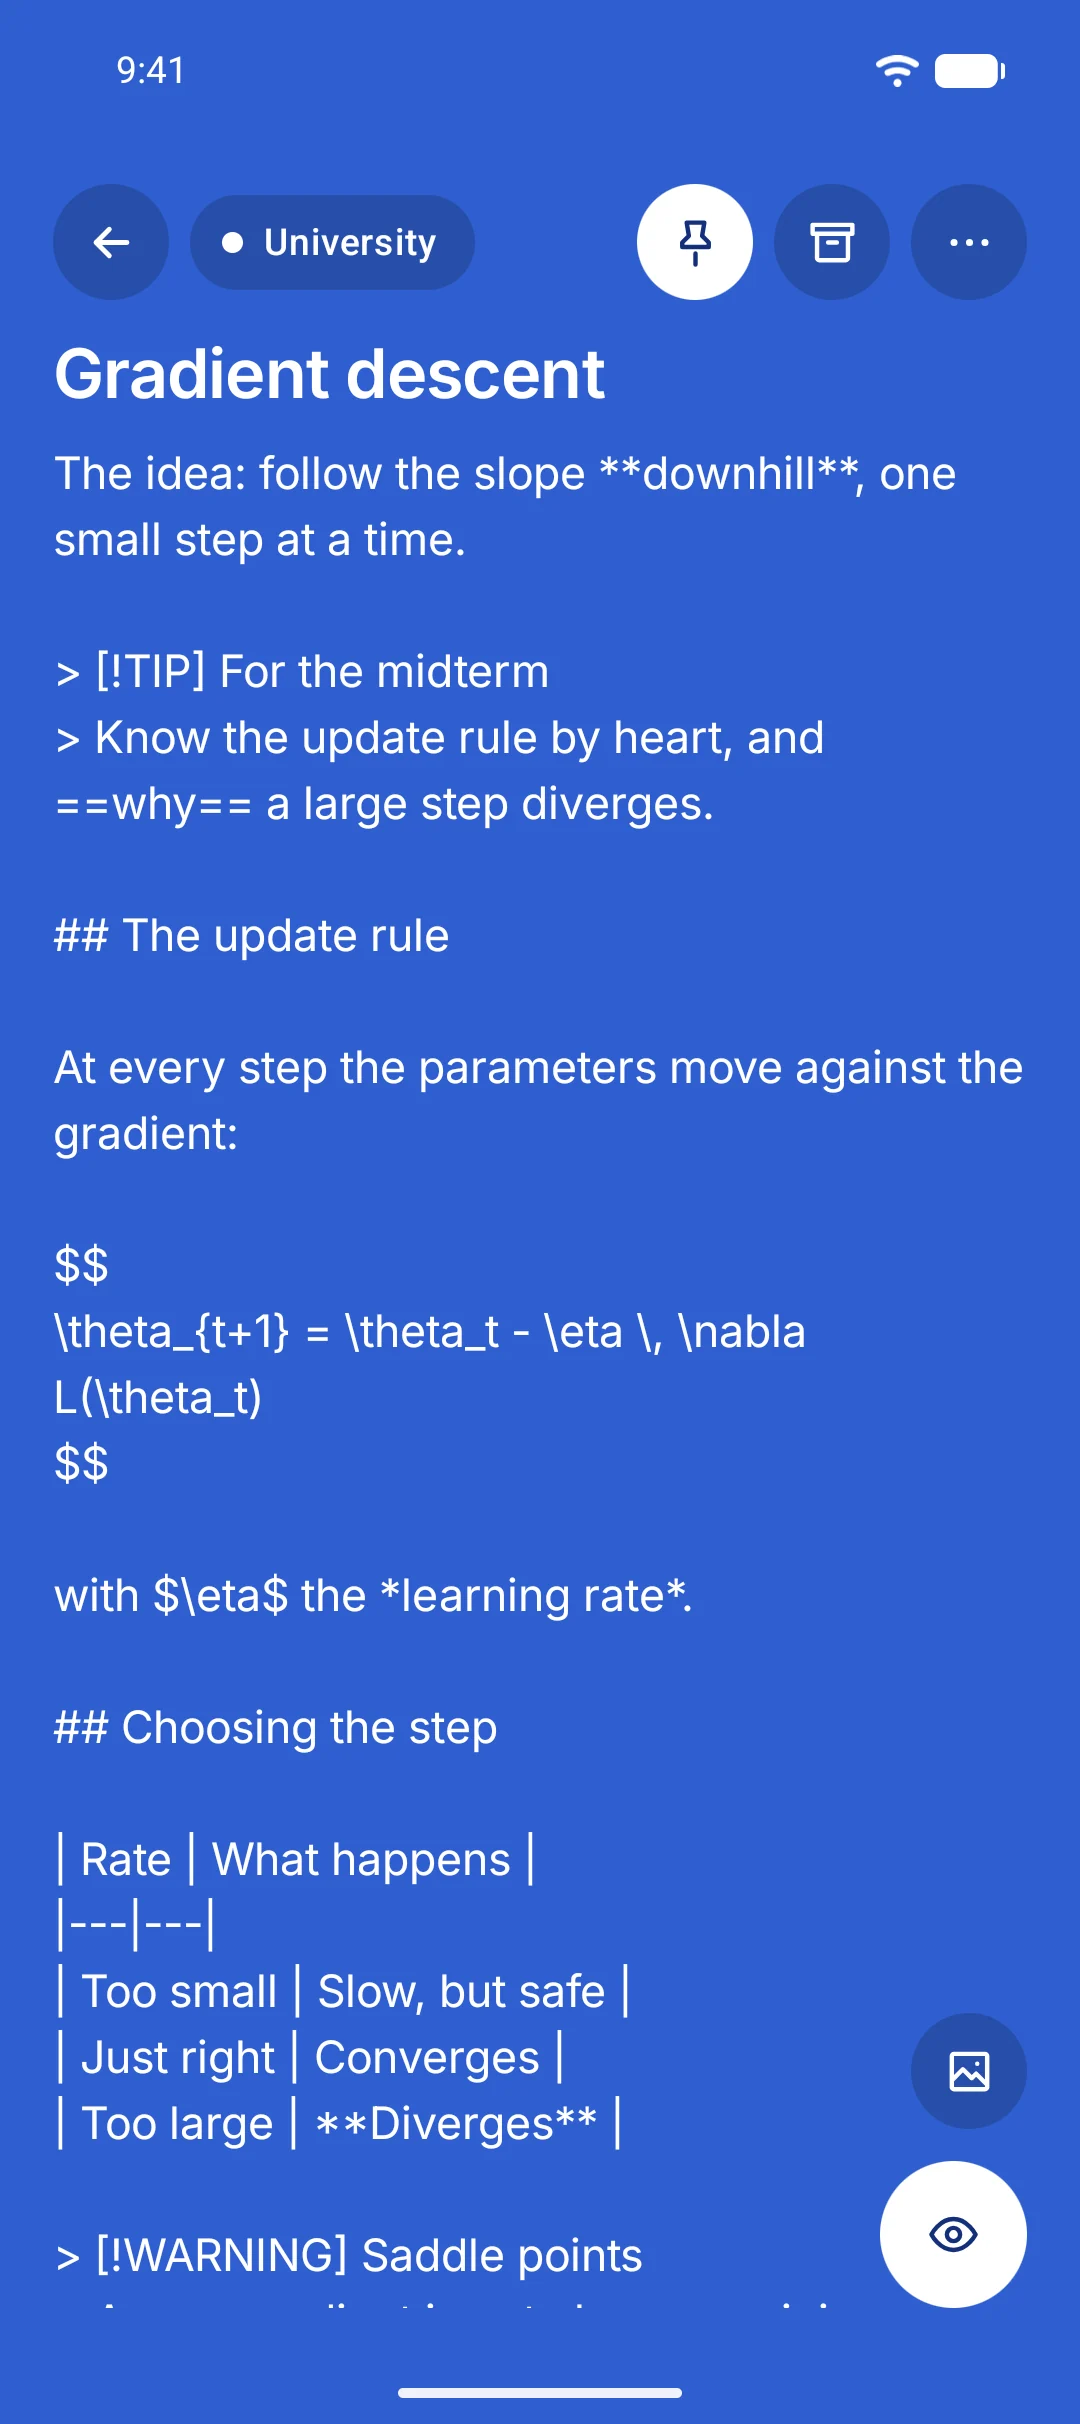 9:41
University
Gradient descent
The idea: follow the slope **downhill**, one
small step at a time.
> [!TIP] For the midterm
> Know the update rule by heart, and
==why== a large step diverges.
## The update rule
At every step the parameters move against the
gradient:
$$
\theta_{t+1} = \theta_t - \eta \, \nabla
L(\theta_t)
$$
with $\eta$ the *learning rate*.
## Choosing the step
| Rate | What happens |
|---|---|
| Too small | Slow, but safe |
| Just right | Converges |
| Too large | **Diverges** |
> [!WARNING] Saddle points